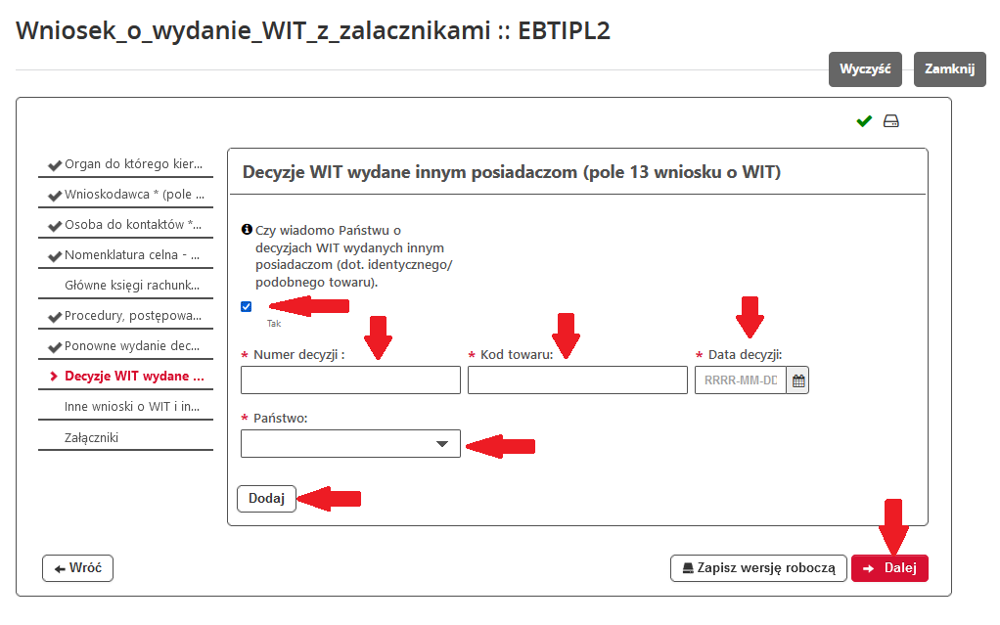 Wniosek_o_wydanie_WIT_z_zalacznikami :: EBTIPL2
Wyczyść
Zamknij
Organ do którego kier...
Wnioskodawca * (pole ...
Osoba do kontaktów *...
Nomenklatura celna - ...
Główne księgi rachunk...
Procedury, postępowa...
Ponowne wydanie dec...
Decyzje WIT wydane ...
Inne wnioski o WIT i in...
Załączniki
Decyzje WIT wydane innym posiadaczom (pole 13 wniosku o WIT)
Czy wiadomo Państwu o
decyzjach WIT wydanych innym
posiadaczom (dot. identycznego/
podobnego towaru).
Tak
* Numer decyzji :
* Kod towaru:
* Data decyzji:
RRRR-MM-DD
* Państwo:
Dodaj
Wróć
Zapisz wersję roboczą
Dalej